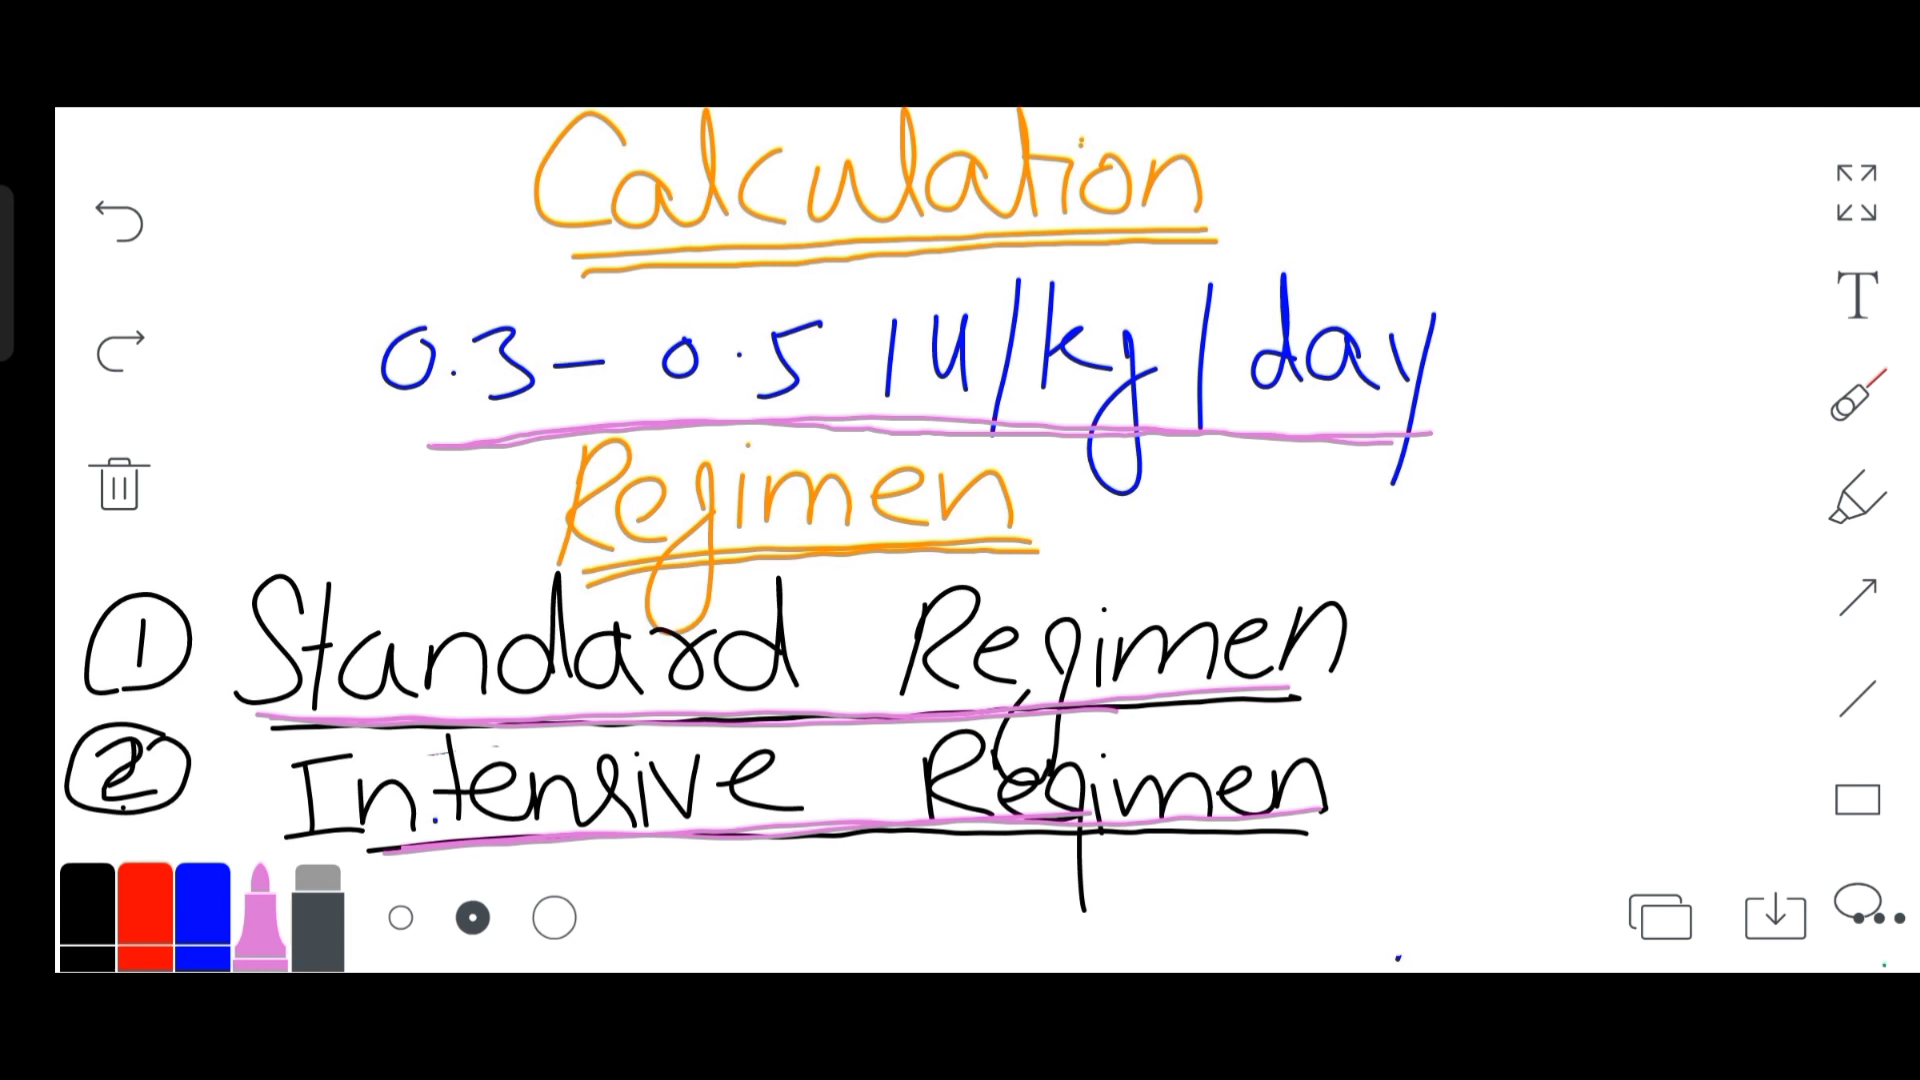 Calculation
0.3 - 0.5 IU/kg/day
Regimen
① Standard Regimen
② Intensive Regimen
T